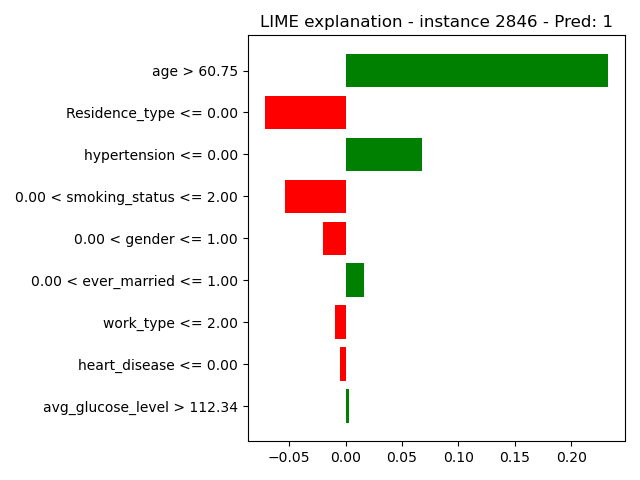 LIME explanation - instance 2846 - Pred: 1
age > 60.75
Residence_type <= 0.00
hypertension <= 0.00
0.00 < smoking_status <= 2.00
0.00 < gender <= 1.00
0.00 < ever_married <= 1.00
work_type <= 2.00
heart_disease <= 0.00
avg_glucose_level > 112.34
−0.05 0.00 0.05 0.10 0.15 0.20